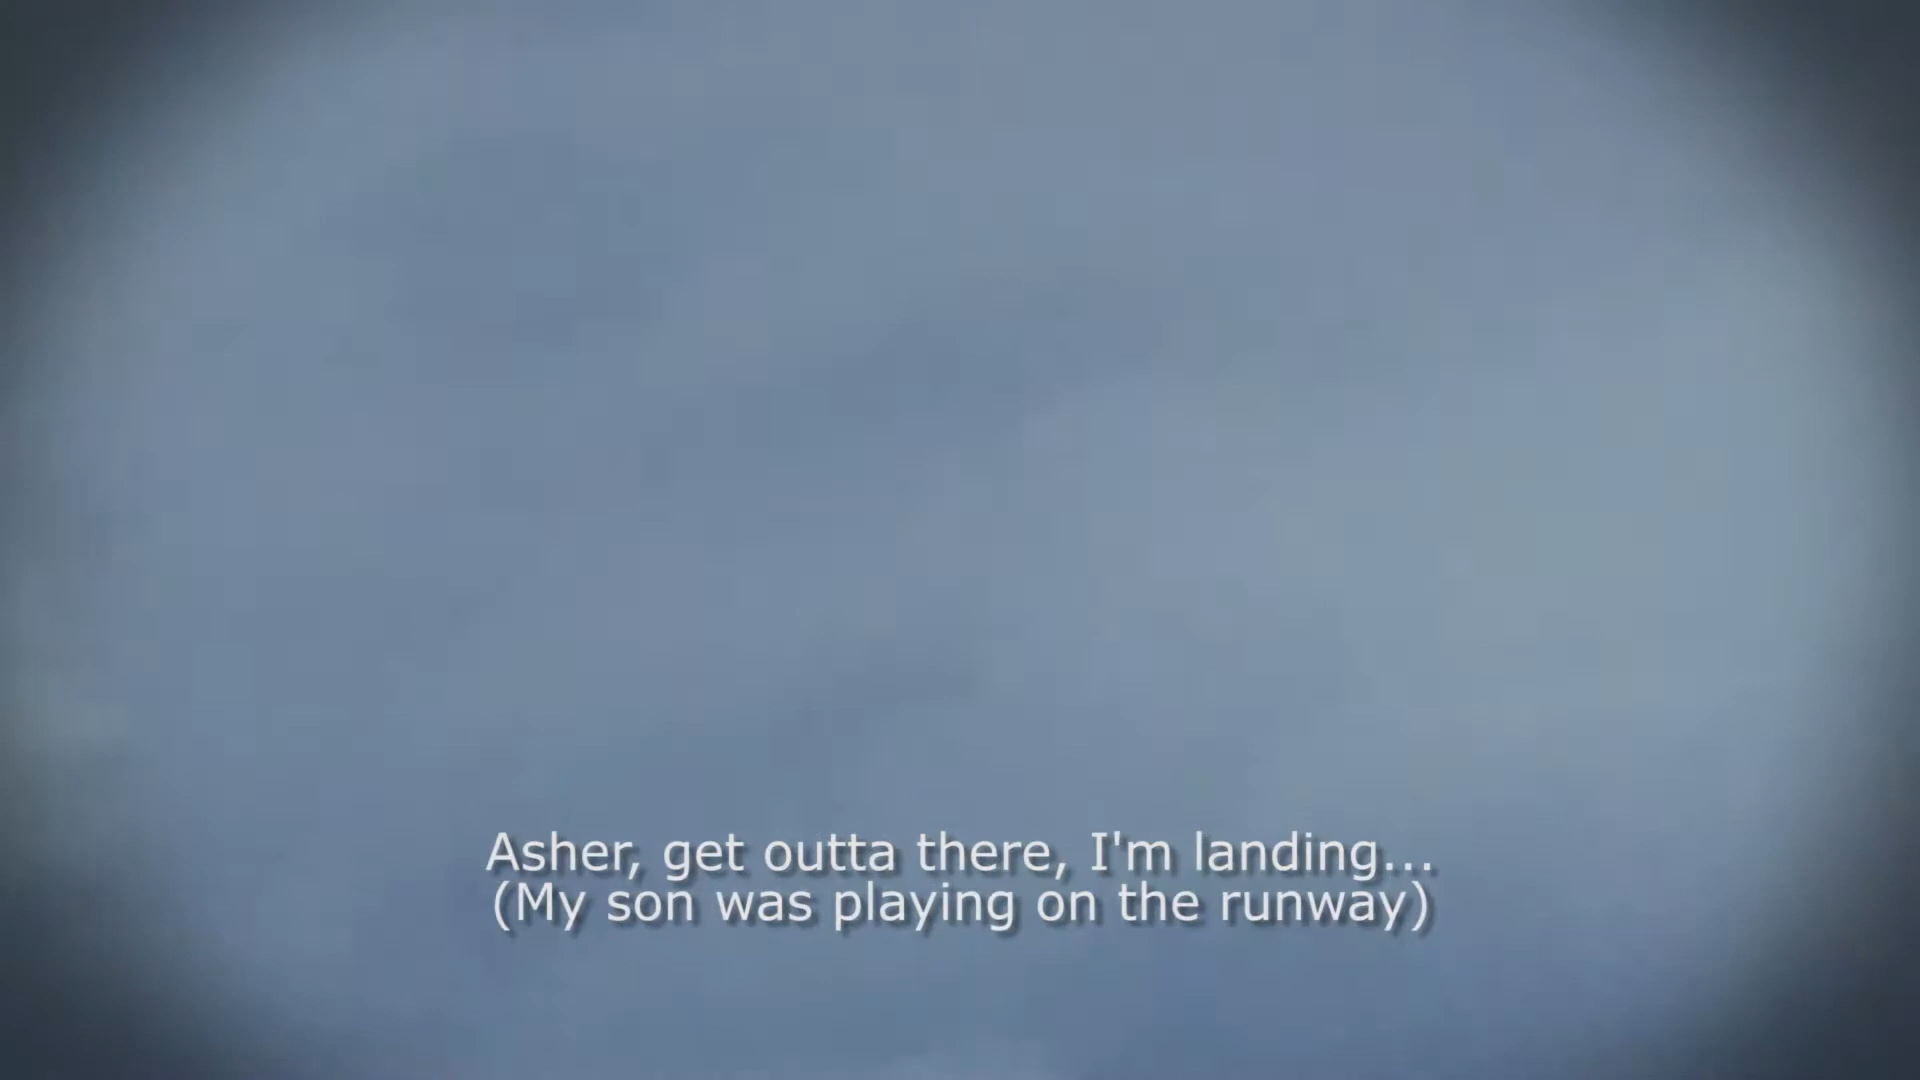 Asher, get outta there, I'm landing...
(My son was playing on the runway)